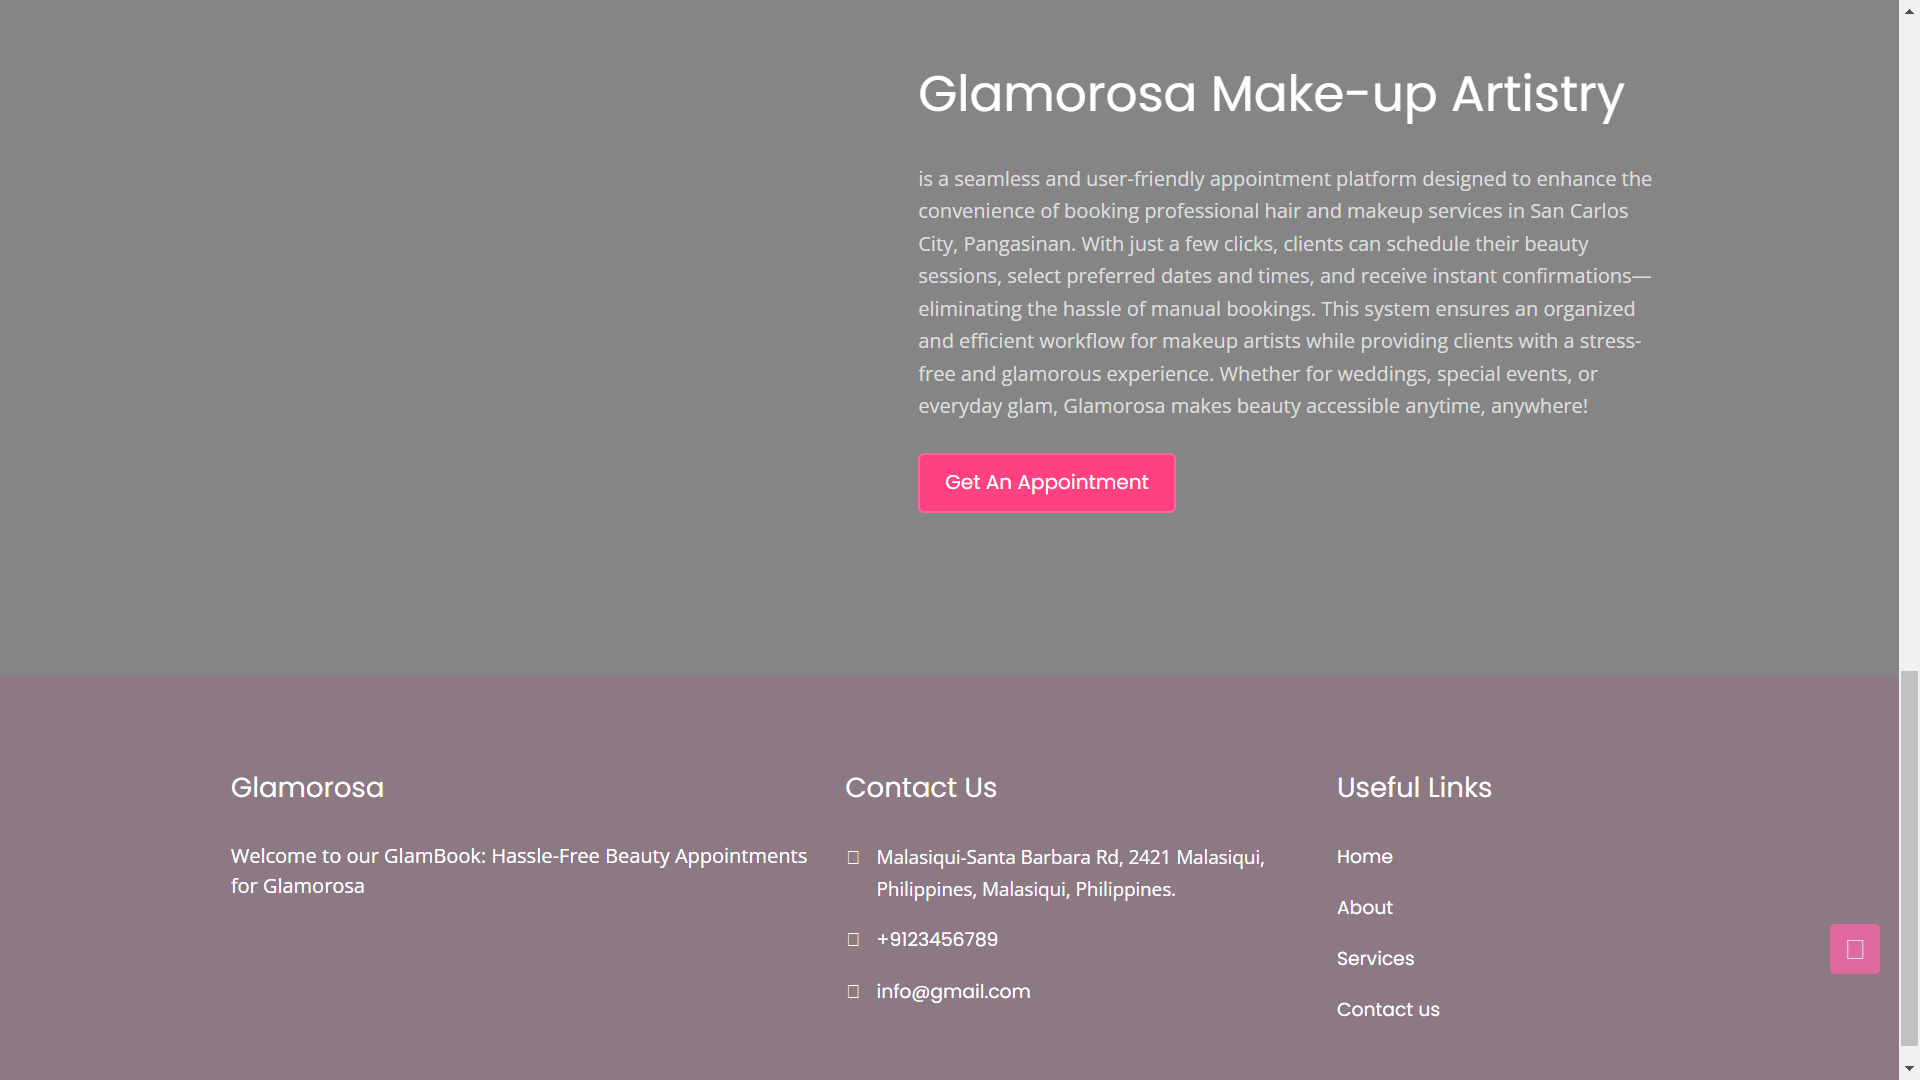 Glamorosa Make-up Artistry
is a seamless and user-friendly appointment platform designed to enhance the
convenience of booking professional hair and makeup services in San Carlos
City, Pangasinan. With just a few clicks, clients can schedule their beauty
sessions, select preferred dates and times, and receive instant confirmations—
eliminating the hassle of manual bookings. This system ensures an organized
and efficient workflow for makeup artists while providing clients with a stress-
free and glamorous experience. Whether for weddings, special events, or
everyday glam, Glamorosa makes beauty accessible anytime, anywhere!
Get An Appointment
Glamorosa
Welcome to our GlamBook: Hassle-Free Beauty Appointments
for Glamorosa
Contact Us
Malasiqui-Santa Barbara Rd, 2421 Malasiqui,
Philippines, Malasiqui, Philippines.
+9123456789
info@gmail.com
Useful Links
Home
About
Services
Contact us